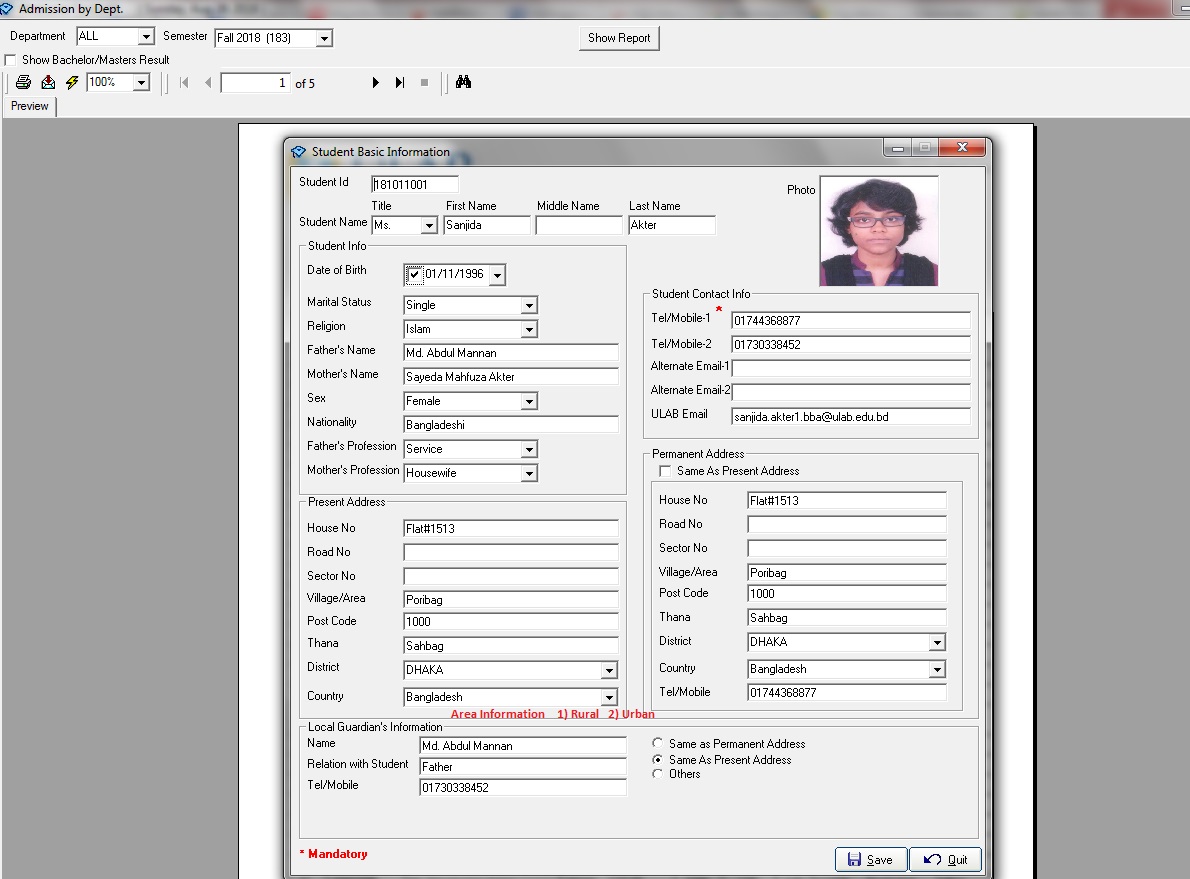 Admission by Dept.
Department ALL Semester Fall 2018 (183) Show Report
Show Bachelor/Masters Result
100% 1 of 5
Preview
Student Basic Information
Student Id 181011001 Photo
Title First Name Middle Name Last Name
Student Name Ms. Sanjida Akter
Student Info
Date of Birth 01/11/1996
Marital Status Single
Religion Islam
Father's Name Md. Abdul Mannan
Mother's Name Sayeda Mahfuza Akter
Sex Female
Nationality Bangladeshi
Father's Profession Service
Mother's Profession Housewife
Student Contact Info
Tel/Mobile-1 * 01744368877
Tel/Mobile-2 01730338452
Alternate Email-1
Alternate Email-2
ULAB Email sanjida.akter1.bba@ulab.edu.bd
Present Address
House No Flat#1513
Road No
Sector No
Village/Area Poribag
Post Code 1000
Thana Sahbag
District DHAKA
Country Bangladesh
Permanent Address
Same As Present Address
House No Flat#1513
Road No
Sector No
Village/Area Poribag
Post Code 1000
Thana Sahbag
District DHAKA
Country Bangladesh
Tel/Mobile 01744368877
Area Information 1) Rural 2) Urban
Local Guardian's Information
Name Md. Abdul Mannan
Relation with Student Father
Tel/Mobile 01730338452
Same as Permanent Address
Same As Present Address
Others
* Mandatory
Save Quit